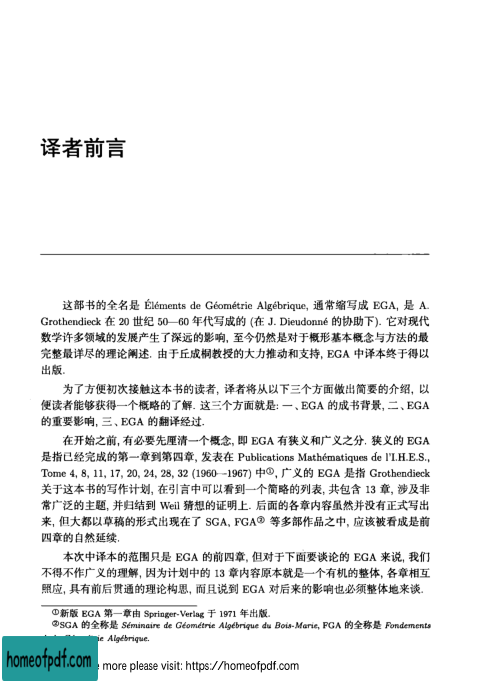 译者前言
这部书的全名是 Éléments de Géométrie Algébrique, 通常缩写成 EGA, 是 A.
Grothendieck 在 20 世纪 50—60 年代写成的 (在 J. Dieudonné 的协助下). 它对现代
数学许多领域的发展产生了深远的影响, 至今仍然是对于概形基本概念与方法的最
完整最详尽的理论阐述. 由于丘成桐教授的大力推动和支持, EGA 中译本终于得以
出版.
为了方便初次接触这本书的读者, 译者将从以下三个方面做出简要的介绍, 以
便读者能够获得一个概略的了解. 这三个方面就是: 一、EGA 的成书背景, 二、EGA
的重要影响, 三、EGA 的翻译经过.
在开始之前, 有必要先厘清一个概念, 即 EGA 有狭义和广义之分. 狭义的 EGA
是指已经完成的第一章到第四章, 发表在 Publications Mathématiques de l'I.H.E.S.,
Tome 4, 8, 11, 17, 20, 24, 28, 32 (1960—1967) 中①, 广义的 EGA 是指 Grothendieck
关于这本书的写作计划, 在引言中可以看到一个简略的列表, 共包含 13 章, 涉及非
常广泛的主题, 并归结到 Weil 猜想的证明上. 后面的各章内容虽然并没有正式写出
来, 但大都以草稿的形式出现在了 SGA, FGA② 等多部作品之中, 应该被看成是前
四章的自然延续.
本次中译本的范围只是 EGA 的前四章, 但对于下面要谈论的 EGA 来说, 我们
不得不作广义的理解, 因为计划中的 13 章内容原本就是一个有机的整体, 各章相互
照应, 具有前后贯通的理论构思, 而且说到 EGA 对后来的影响也必须整体地来谈.
①新版 EGA 第一章由 Springer-Verlag 于 1971 年出版.
②SGA 的全称是 Séminaire de Géométrie Algébrique du Bois-Marie, FGA 的全称是 Fondements
Algébrique.
homeofpdf.com
more please visit: https://homeofpdf.com